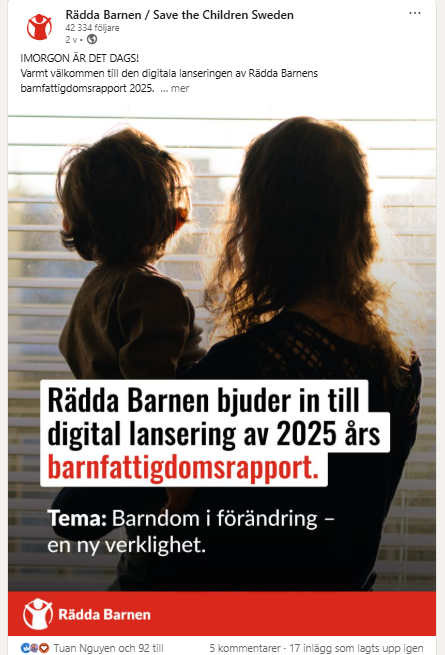 Rädda Barnen / Save the Children Sweden
42 334 följare
2 v •
IMORGON ÄR DET DAGS!
Varmt välkommen till den digitala lanseringen av Rädda Barnens
barnfattigdomsrapport 2025. ... mer
Rädda Barnen bjuder in till
digital lansering av 2025 års
barnfattigdomsrapport.
Tema: Barndom i förändring –
en ny verklighet.
Rädda Barnen
Tuan Nguyen och 92 till
5 kommentarer · 17 inlägg som lagts upp igen